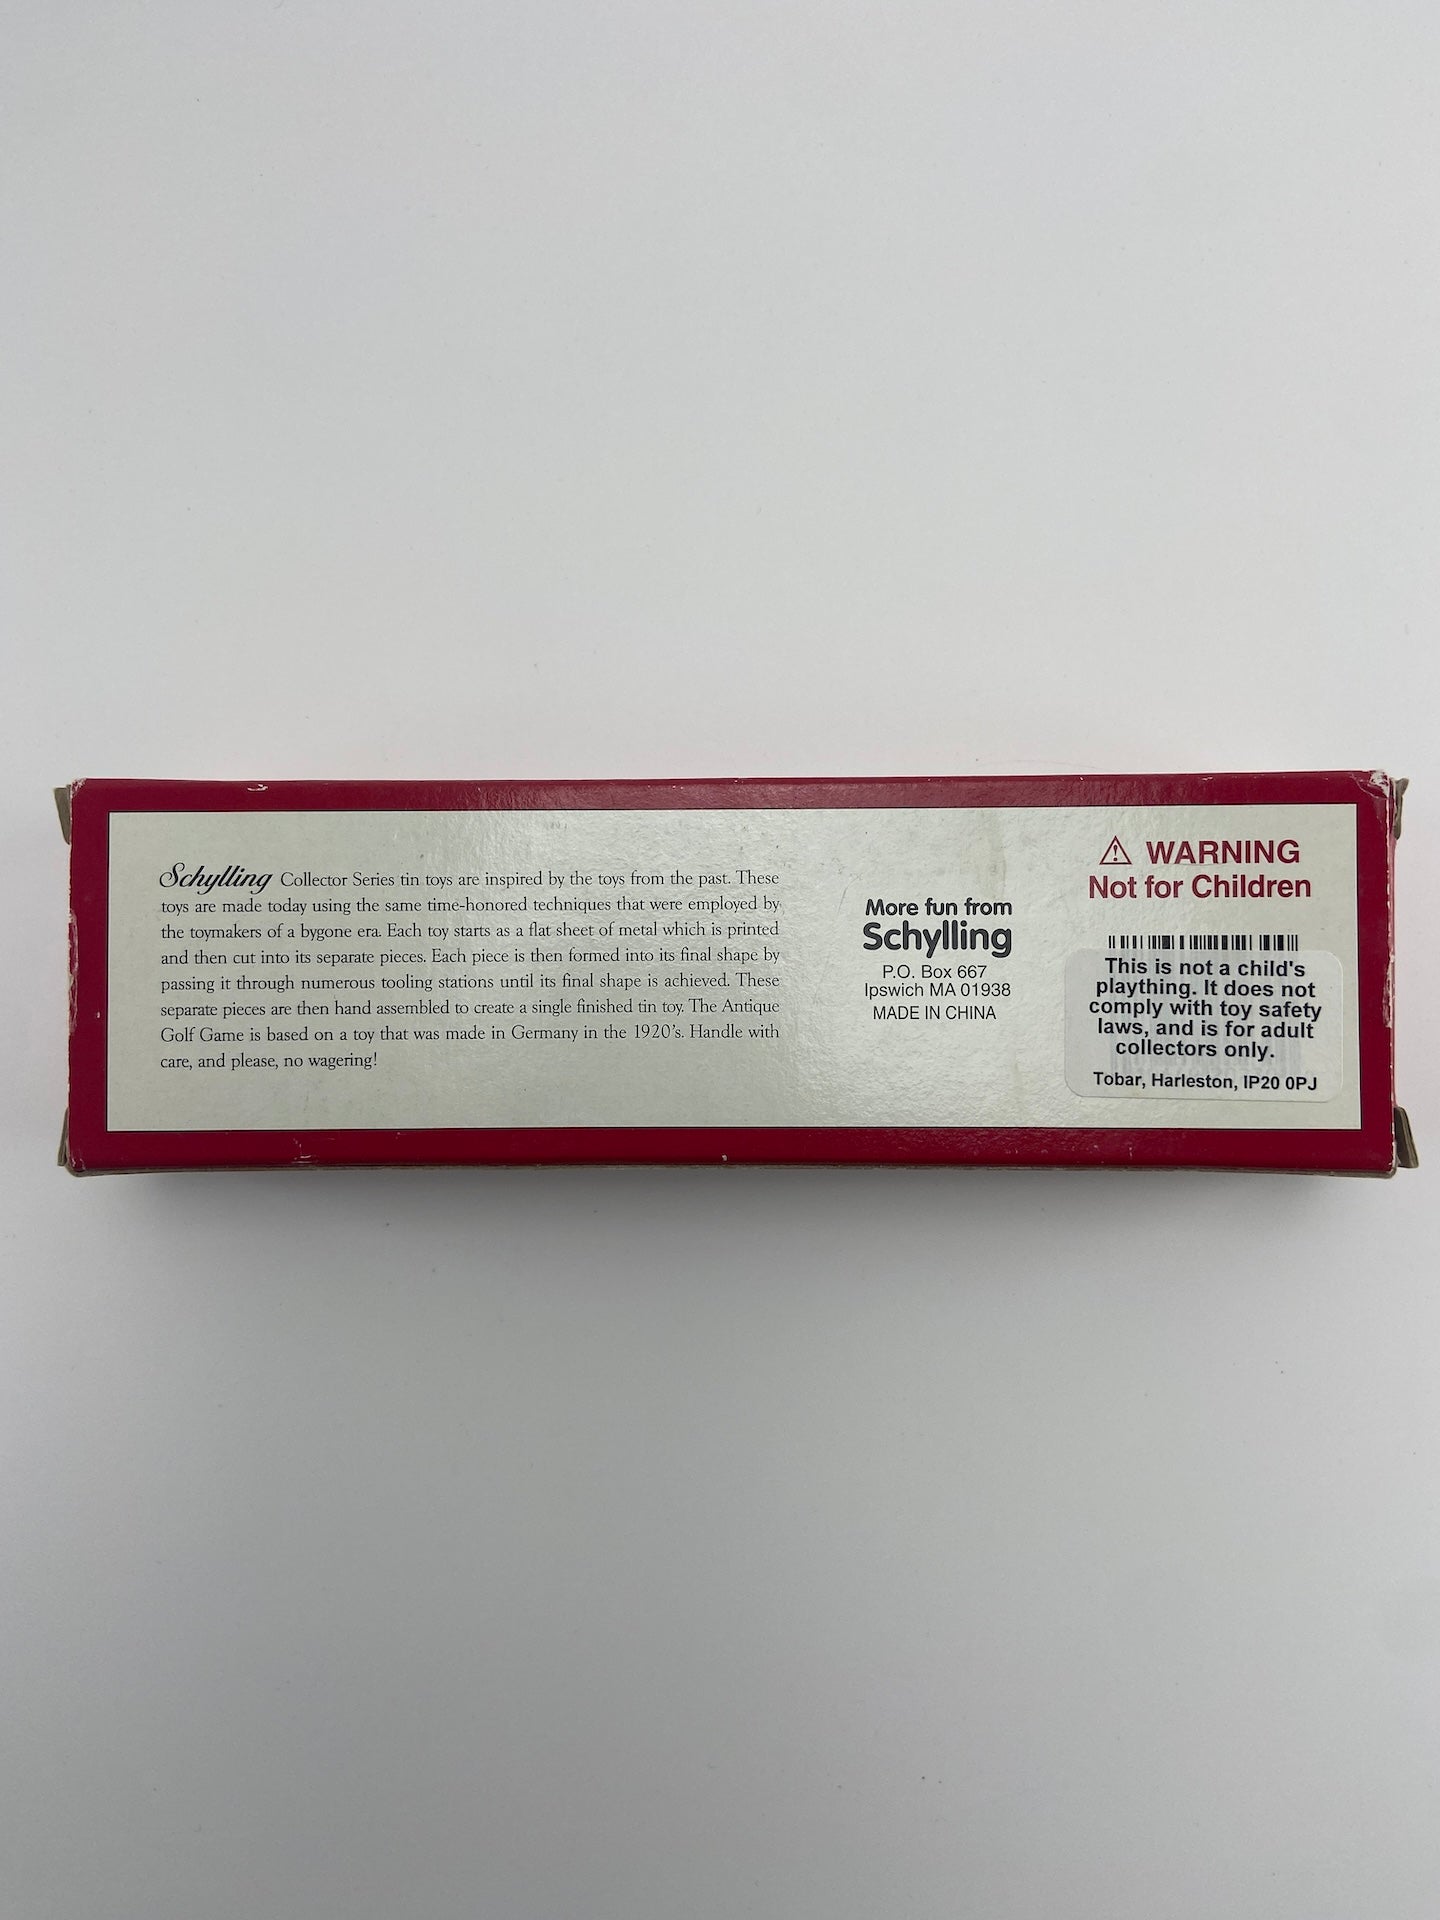 Schylling Collector Series tin toys are inspired by the toys from the past. These
toys are made today using the same time-honored techniques that were employed by
the toymakers of a bygone era. Each toy starts as a flat sheet of metal which is printed
and then cut into its separate pieces. Each piece is then formed into its final shape by
passing it through numerous tooling stations until its final shape is achieved. These
separate pieces are then hand assembled to create a single finished tin toy. The Antique
Golf Game is based on a toy that was made in Germany in the 1920's. Handle with
care, and please, no wagering!
More fun from
Schylling
P.O. Box 667
Ipswich MA 01938
MADE IN CHINA
WARNING
Not for Children
This is not a child's
plaything. It does not
comply with toy safety
laws, and is for adult
collectors only.
Tobar, Harleston, IP20 0PJ